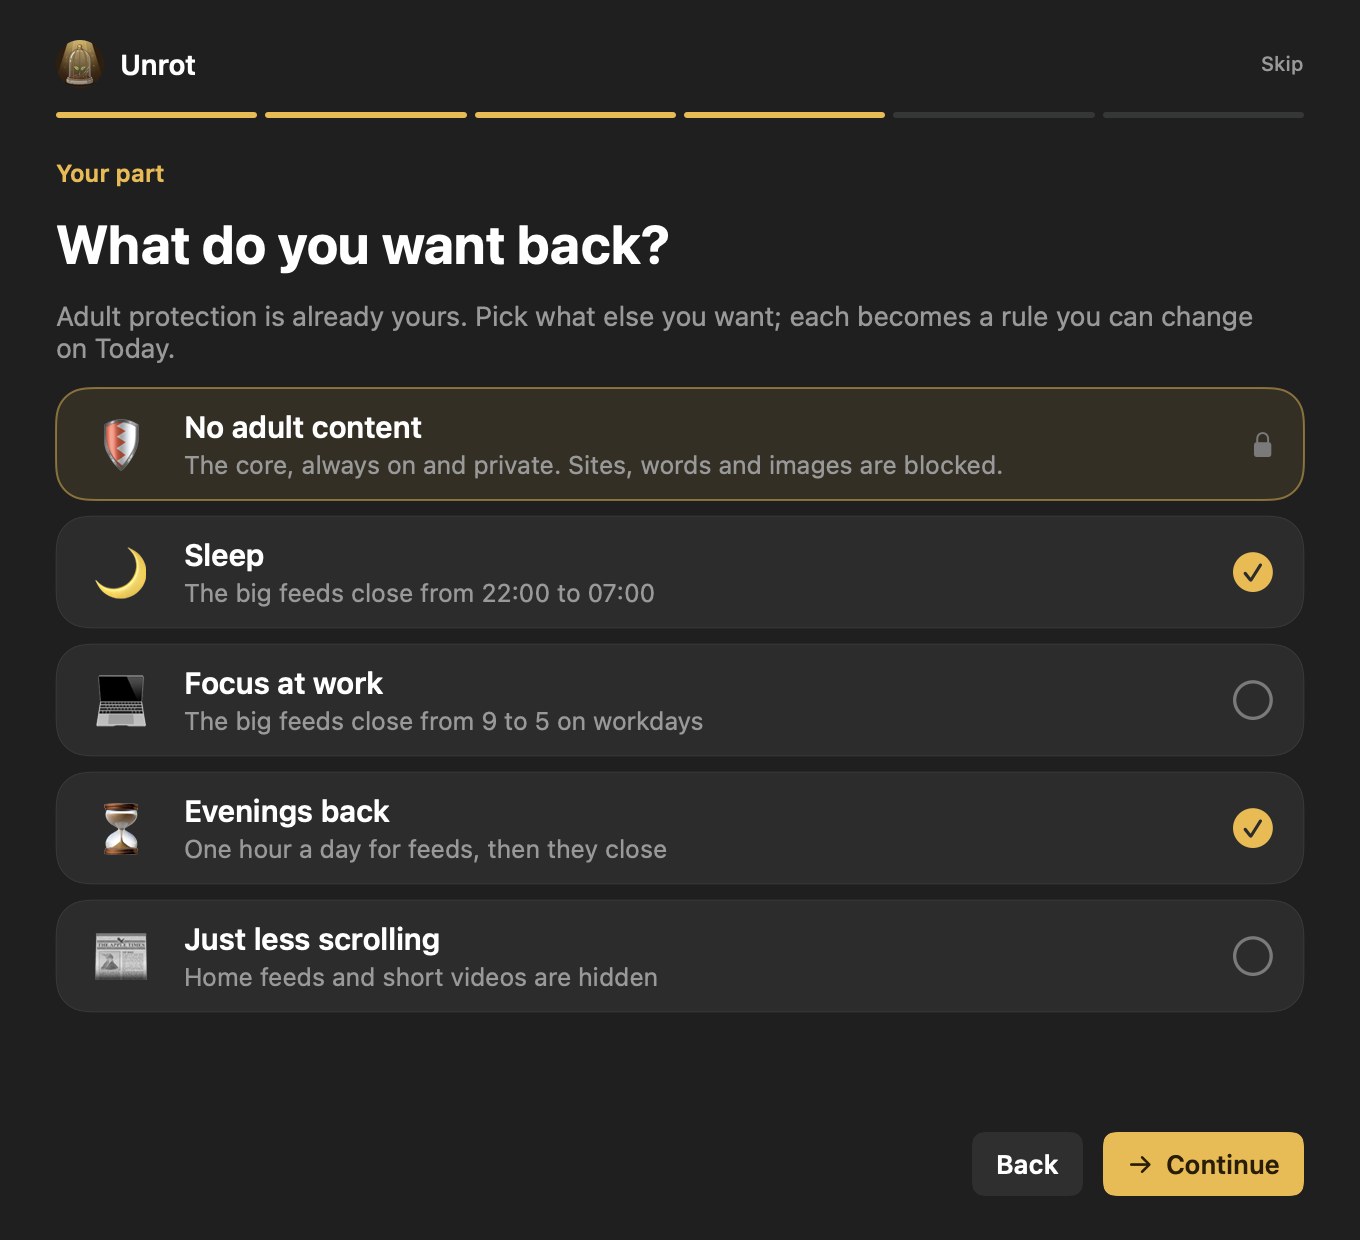 Unrot
Skip
Your part
What do you want back?
Adult protection is already yours. Pick what else you want; each becomes a rule you can change
on Today.
No adult content
The core, always on and private. Sites, words and images are blocked.
Sleep
The big feeds close from 22:00 to 07:00
Focus at work
The big feeds close from 9 to 5 on workdays
Evenings back
One hour a day for feeds, then they close
THE APPLE TIMES
Just less scrolling
Home feeds and short videos are hidden
Back
→ Continue